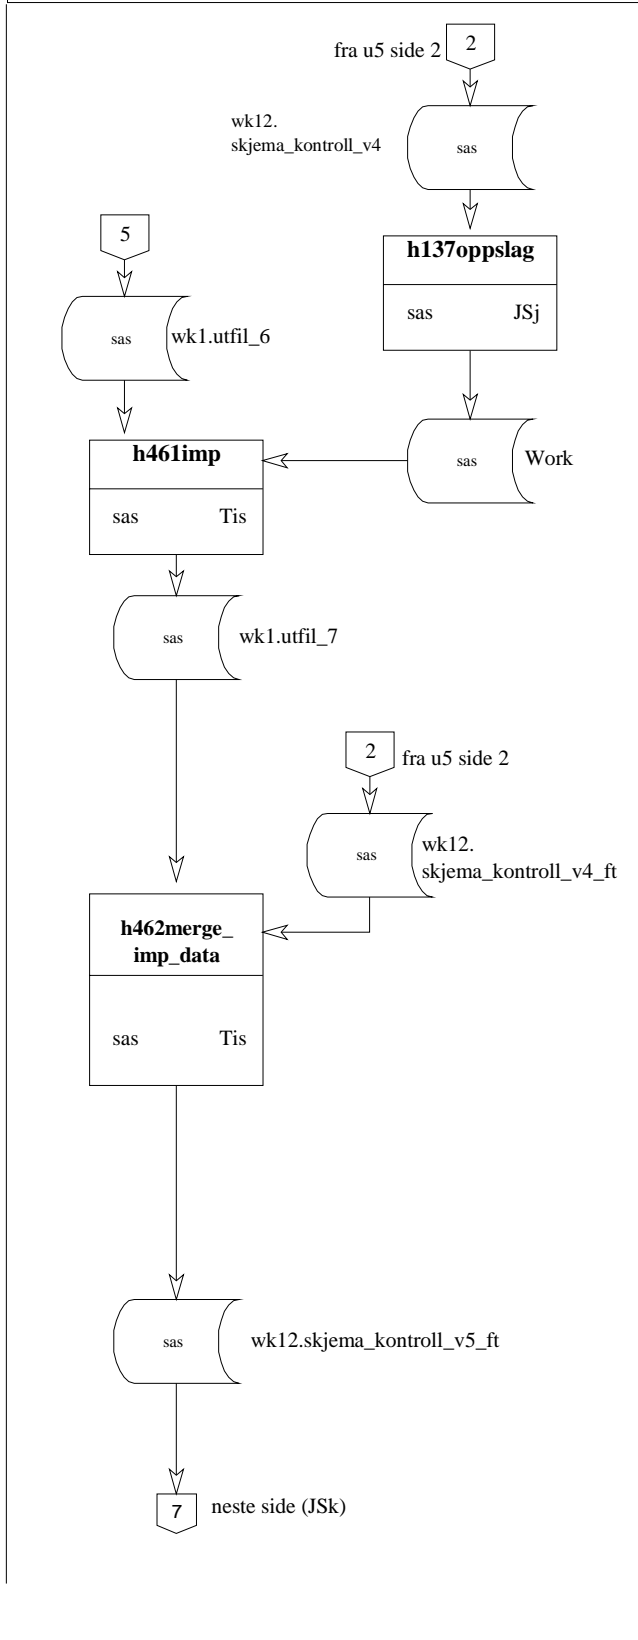 fra u5 side 2
2
wk12.
skjema_kontroll_v4
sas
5
h137oppslag
sas JSj
sas
wk1.utfil_6
h461imp
sas Tis
sas
Work
sas
wk1.utfil_7
2
fra u5 side 2
sas
wk12.
skjema_kontroll_v4_ft
h462merge_
imp_data
sas Tis
sas
wk12.skjema_kontroll_v5_ft
7
neste side (JSk)